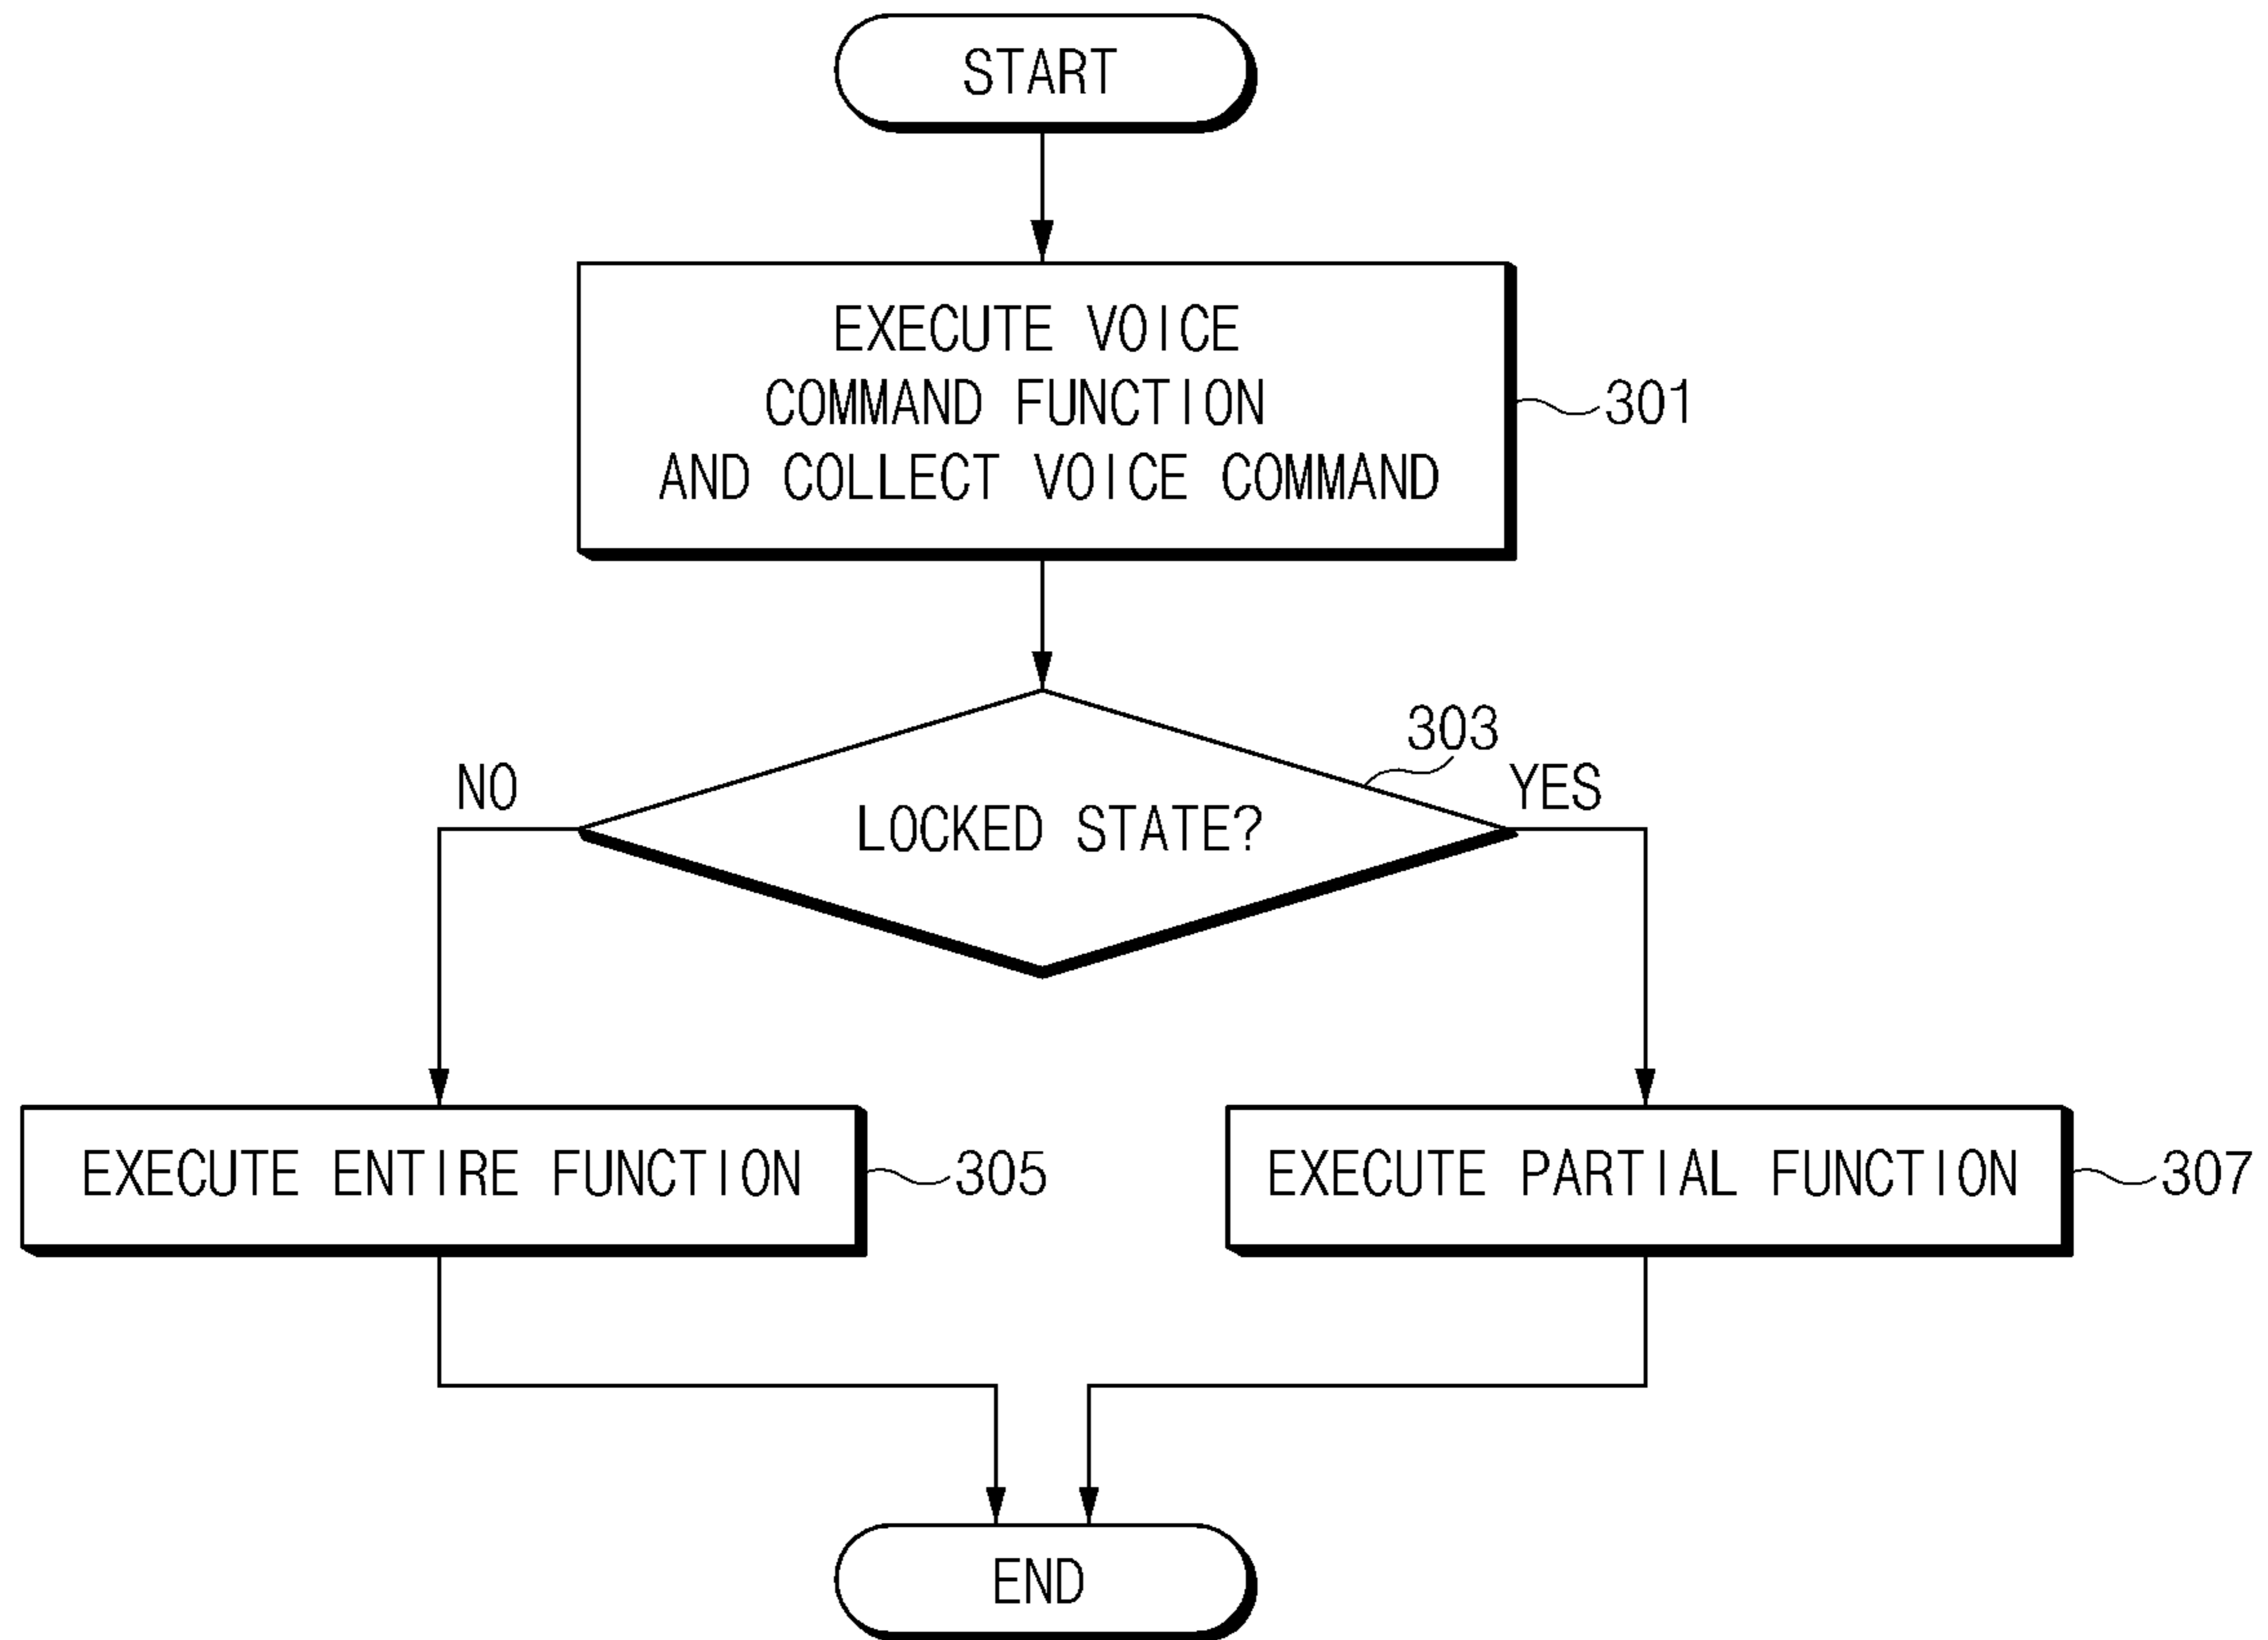 START
EXECUTE VOICE
COMMAND FUNCTION
AND COLLECT VOICE COMMAND
301
303
NO
YES
LOCKED STATE?
EXECUTE ENTIRE FUNCTION
305
EXECUTE PARTIAL FUNCTION
307
END